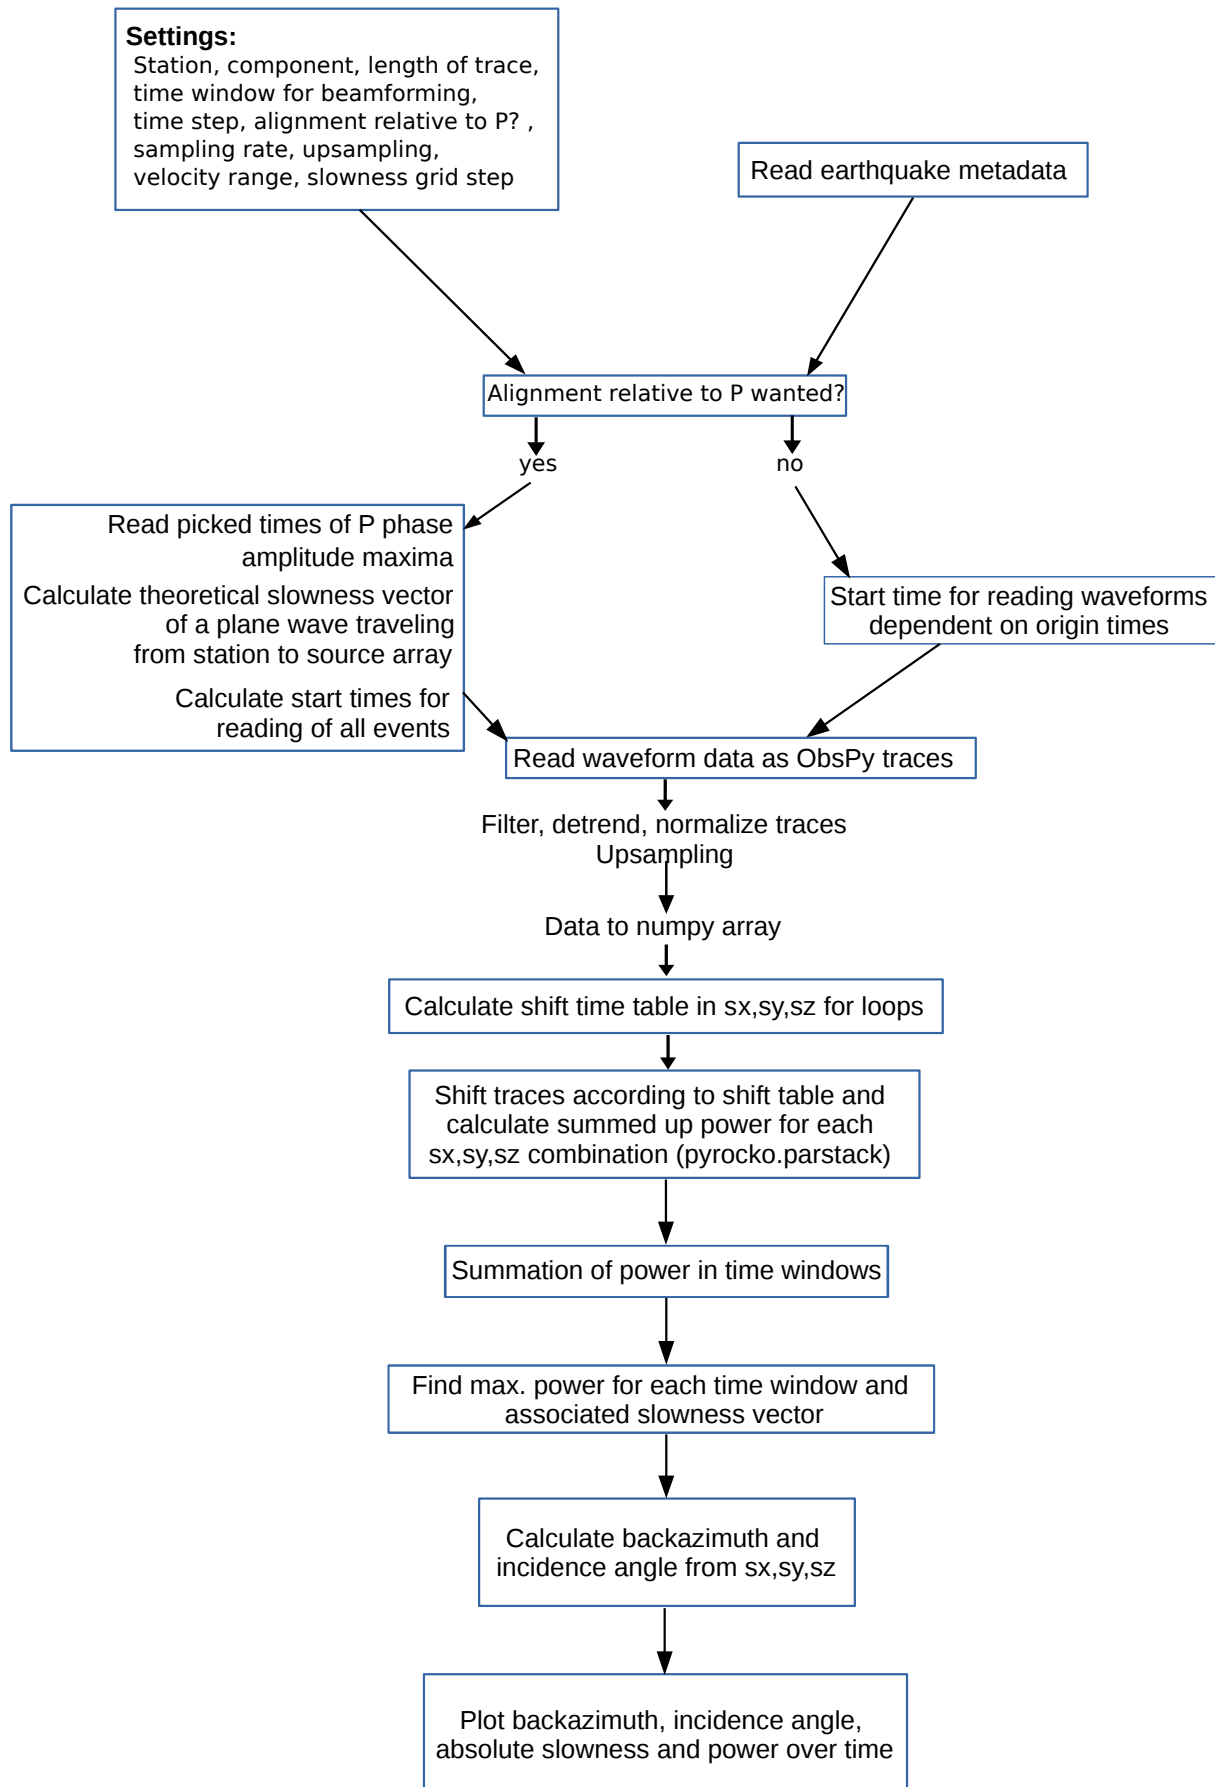 Settings:
Station, component, length of trace,
time window for beamforming,
time step, alignment relative to P? ,
sampling rate, upsampling,
velocity range, slowness grid step
Read earthquake metadata
Alignment relative to P wanted?
yes
no
Read picked times of P phase
amplitude maxima
Calculate theoretical slowness vector
of a plane wave traveling
from station to source array
Calculate start times for
reading of all events
Start time for reading waveforms
dependent on origin times
Read waveform data as ObsPy traces
Filter, detrend, normalize traces
Upsampling
Data to numpy array
Calculate shift time table in sx,sy,sz for loops
Shift traces according to shift table and
calculate summed up power for each
sx,sy,sz combination (pyrocko.parstack)
Summation of power in time windows
Find max. power for each time window and
associated slowness vector
Calculate backazimuth and
incidence angle from sx,sy,sz
Plot backazimuth, incidence angle,
absolute slowness and power over time